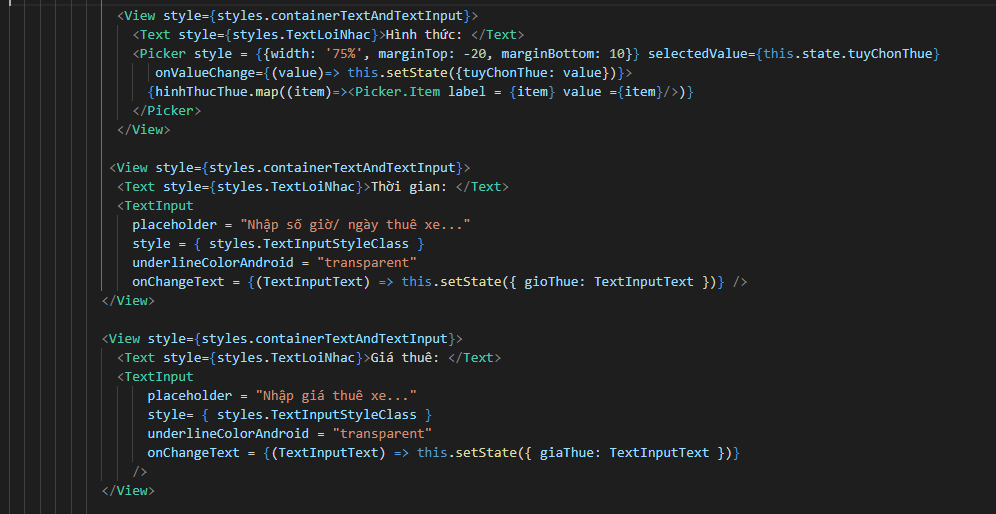 <View style={styles.containerTextAndTextInput}>
<Text style={styles.TextLoiNhac}>Hình thức: </Text>
<Picker style = {{width: '75%', marginTop: -20, marginBottom: 10}} selectedValue={this.state.tuyChonThue}
onValueChange={(value)=> this.setState({tuyChonThue: value})}>
{hinhThucThue.map((item)=><Picker.Item label = {item} value ={item}/>)}
</Picker>
</View>
<View style={styles.containerTextAndTextInput}>
<Text style={styles.TextLoiNhac}>Thời gian: </Text>
<TextInput
placeholder = "Nhập số giờ/ ngày thuê xe..."
style = { styles.TextInputStyleClass }
underlineColorAndroid = "transparent"
onChangeText = {(TextInputText) => this.setState({ gioThue: TextInputText })} />
</View>
<View style={styles.containerTextAndTextInput}>
<Text style={styles.TextLoiNhac}>Giá thuê: </Text>
<TextInput
placeholder = "Nhập giá thuê xe..."
style= { styles.TextInputStyleClass }
underlineColorAndroid = "transparent"
onChangeText = {(TextInputText) => this.setState({ giaThue: TextInputText })}
/>
</View>